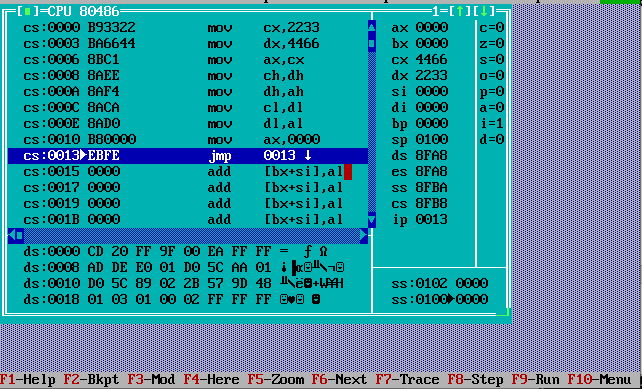 [■]=CPU 80486 1=[↑][↓]
cs:0000 B93322 mov cx,2233 ax 0000 c=0
cs:0003 BA6644 mov dx,4466 bx 0000 z=0
cs:0006 8BC1 mov ax,cx cx 4466 s=0
cs:0008 8AEE mov ch,dh dx 2233 o=0
cs:000A 8AF4 mov dh,ah si 0000 p=0
cs:000C 8ACA mov cl,dl di 0000 a=0
cs:000E 8AD0 mov dl,al bp 0000 i=1
cs:0010 B80000 mov ax,0000 sp 0100 d=0
cs:0013►EBFE jmp 0013 ↓ ds 8FA8
cs:0015 0000 add [bx+si],al es 8FA8
cs:0017 0000 add [bx+si],al ss 8FBA
cs:0019 0000 add [bx+si],al cs 8FB8
cs:001B 0000 add [bx+si],al ip 0013
ds:0000 CD 20 FF 9F 00 EA FF FF = ƒ Ω
ds:0008 AD DE E0 01 D0 5C AA 01 ¡▐α☺╨\¬☺
ds:0010 D0 5C 89 02 2B 57 9D 48 ╨\ë☻+W¥H ss:0102 0000
ds:0018 01 03 01 00 02 FF FF FF ☺♥☺ ☻ ss:0100►0000
F1-Help F2-Bkpt F3-Mod F4-Here F5-Zoom F6-Next F7-Trace F8-Step F9-Run F10-Menu